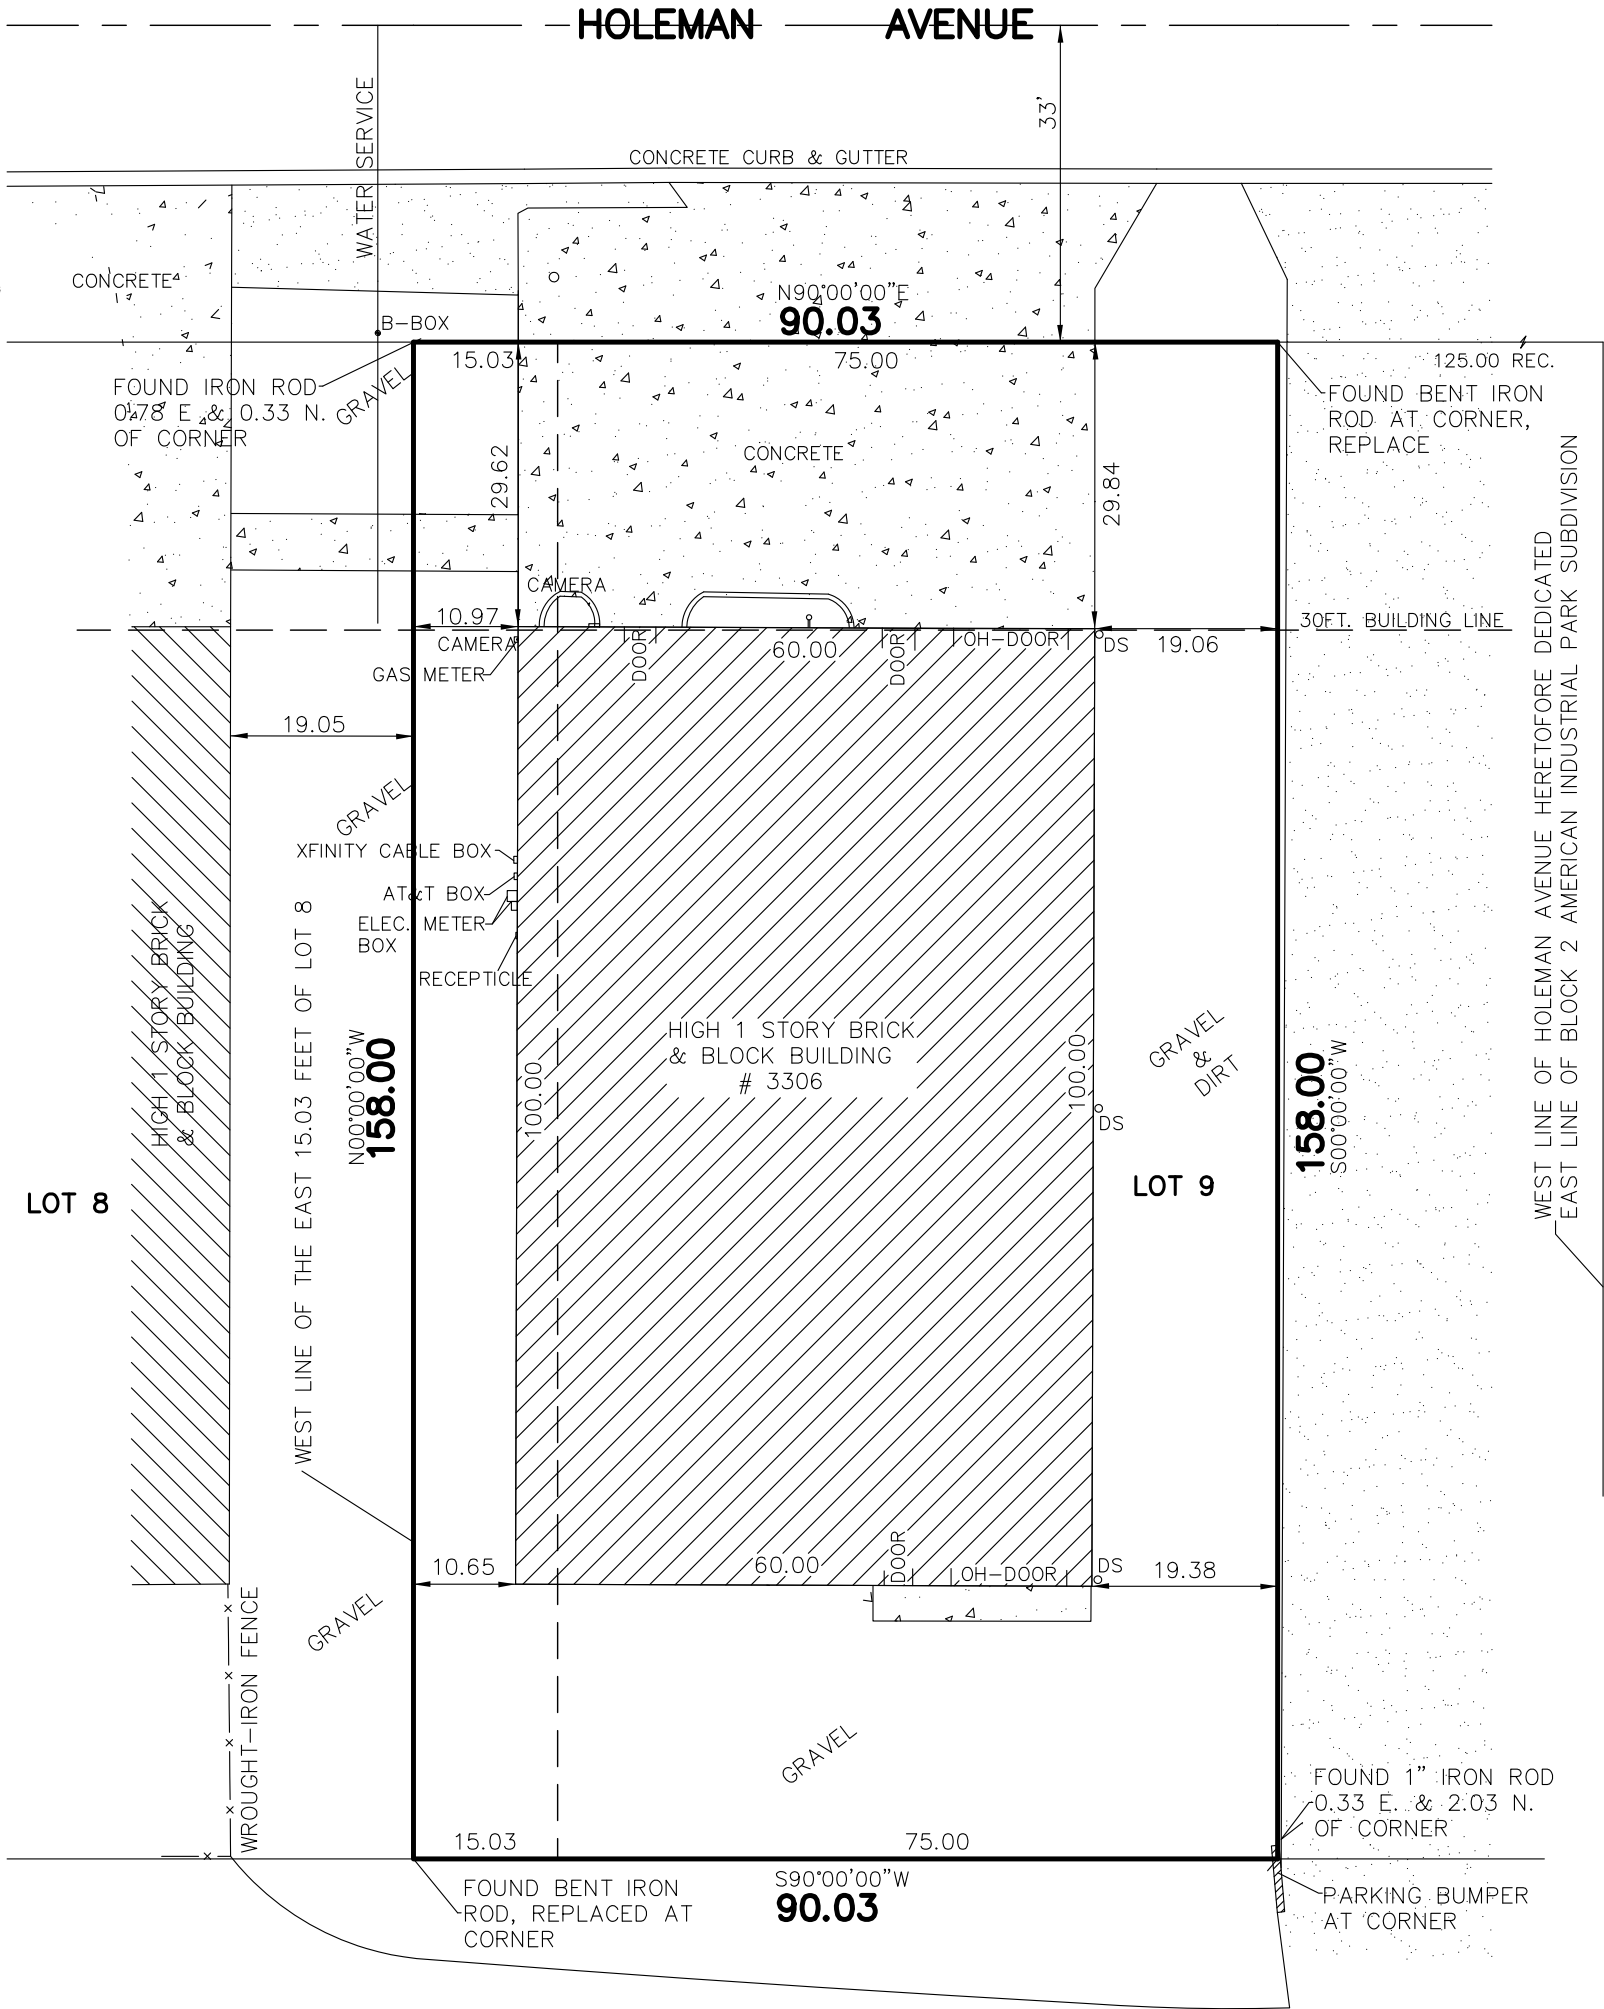 HOLEMAN AVENUE
WATER SERVICE
33'
CONCRETE CURB & GUTTER
CONCRETE
B-BOX
N90°00'00"E
90.03
15.03
75.00
125.00 REC.
FOUND IRON ROD
0.78 E. & 0.33 N.
OF CORNER
GRAVEL
FOUND BENT IRON
ROD AT CORNER,
REPLACE
CONCRETE
29.62
29.84
CAMERA
10.97
CAMERA
GAS METER
DOOR
60.00
DOOR
OH-DOOR
DS
19.06
30FT. BUILDING LINE
19.05
GRAVEL
XFINITY CABLE BOX
AT&T BOX
ELEC. METER
BOX
RECEPTICLE
HIGH 1 STORY BRICK
& BLOCK BUILDING
WEST LINE OF THE EAST 15.03 FEET OF LOT 8
N00°00'00"W
158.00
100.00
HIGH 1 STORY BRICK
& BLOCK BUILDING
# 3306
100.00
DS
GRAVEL
&
DIRT
158.00
S00°00'00"W
WEST LINE OF HOLEMAN AVENUE HERETOFORE DEDICATED
EAST LINE OF BLOCK 2 AMERICAN INDUSTRIAL PARK SUBDIVISION
LOT 8
LOT 9
10.65
60.00
DOOR
OH-DOOR
DS
19.38
WROUGHT-IRON FENCE
GRAVEL
GRAVEL
FOUND 1" IRON ROD
0.33 E. & 2.03 N.
OF CORNER
15.03
75.00
S90°00'00"W
90.03
FOUND BENT IRON
ROD, REPLACED AT
CORNER
PARKING BUMPER
AT CORNER